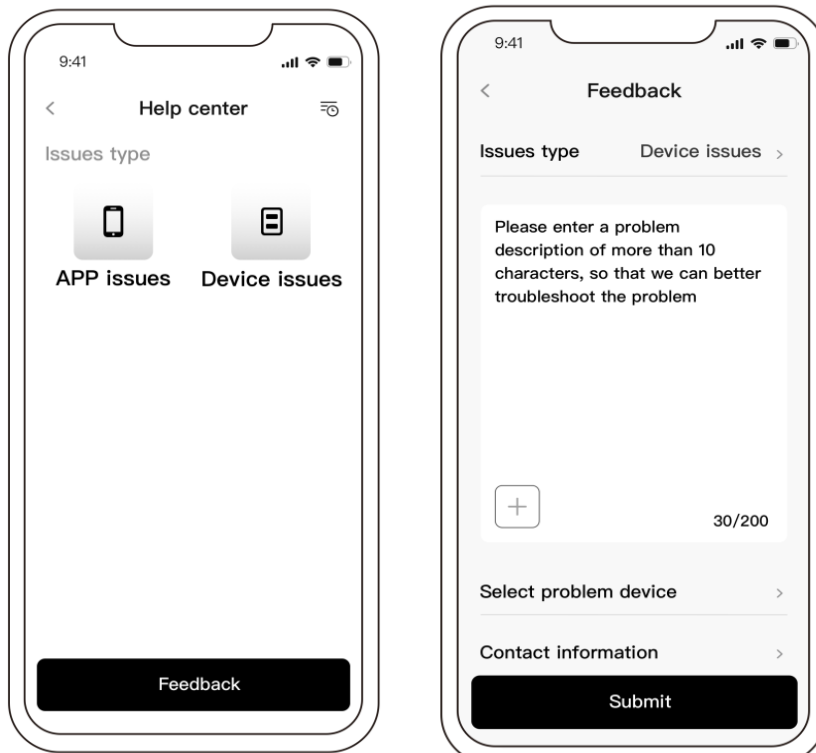 9:41
Help center
Issues type
APP issues
Device issues
Feedback
9:41
Feedback
Issues type
Device issues
Please enter a problem
description of more than 10
characters, so that we can better
troubleshoot the problem
30/200
Select problem device
Contact information
Submit